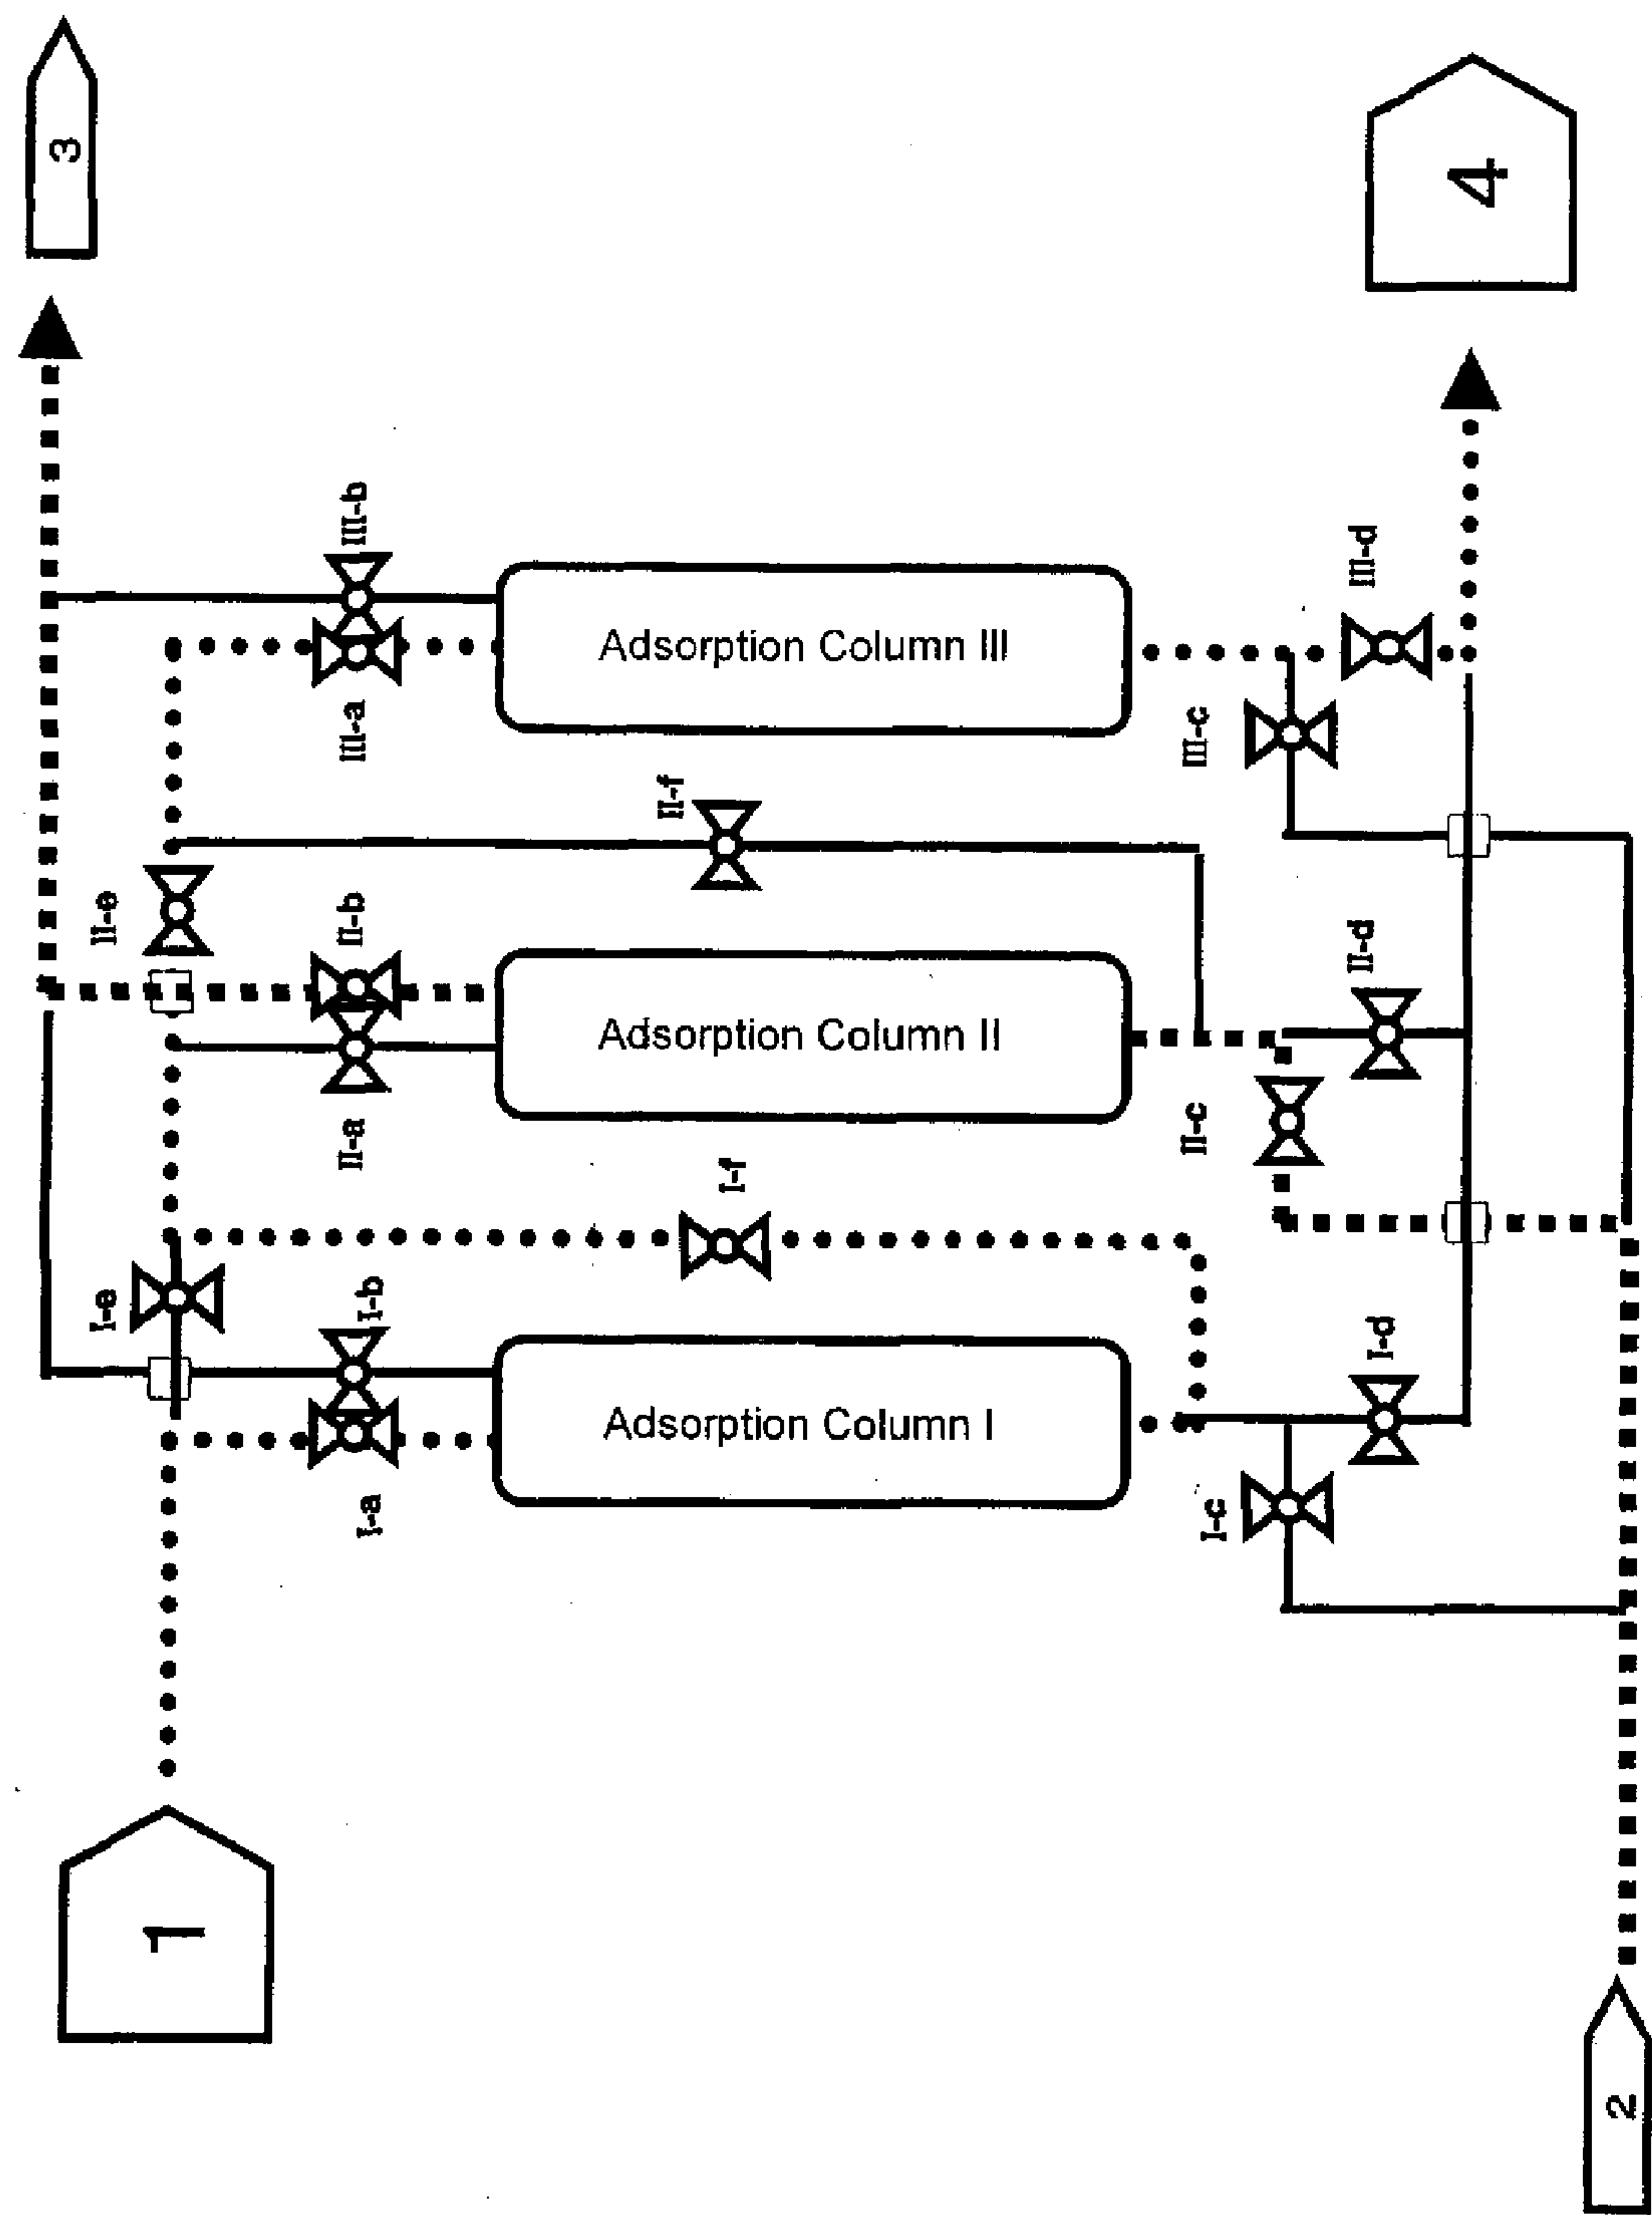 3
4
III-b
III-d
Adsorption Column III
III-a
III-c
II-f
II-e
II-b
II-d
Adsorption Column II
II-a
II-c
I-f
I-e
I-b
I-d
Adsorption Column I
I-a
I-c
1
2